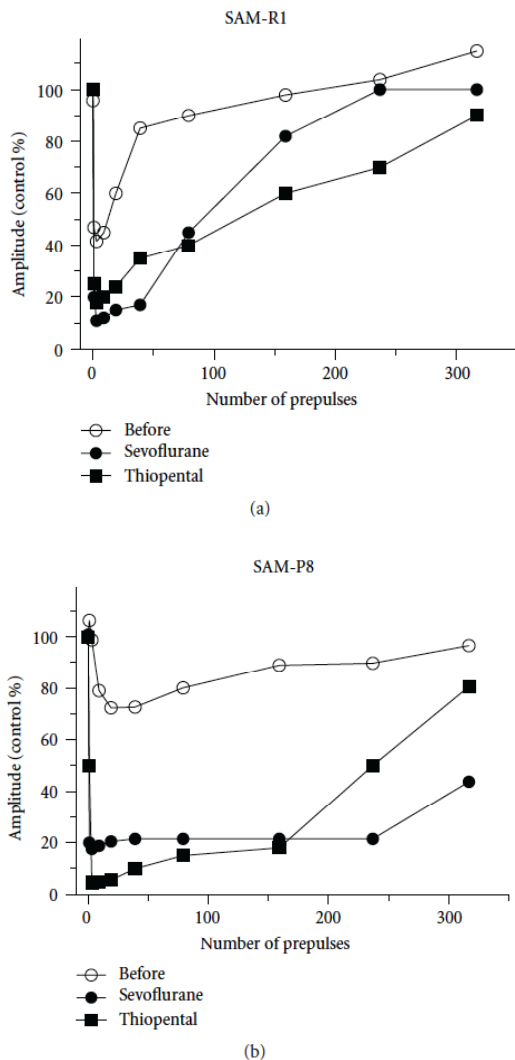 SAM-R1
Amplitude (control %)
100
80
60
40
20
0
0 100 200 300
Number of prepulses
Before
Sevoflurane
Thiopental
(a)
SAM-P8
Amplitude (control %)
100
80
60
40
20
0
0 100 200 300
Number of prepulses
Before
Sevoflurane
Thiopental
(b)